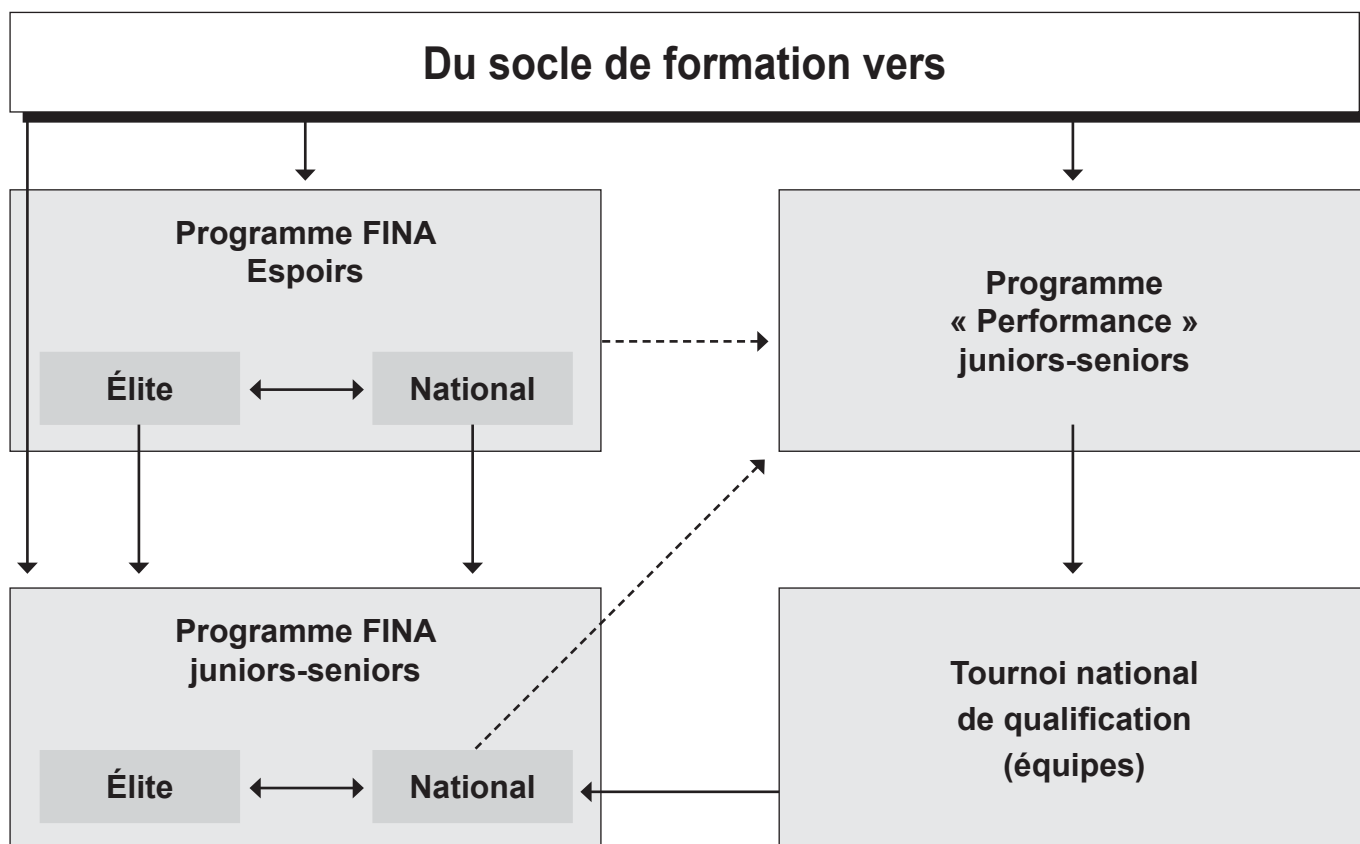 Du socle de formation vers
Programme FINA
Espoirs
Élite
National
Programme
« Performance »
juniors-seniors
Programme FINA
juniors-seniors
Élite
National
Tournoi national
de qualification
(équipes)